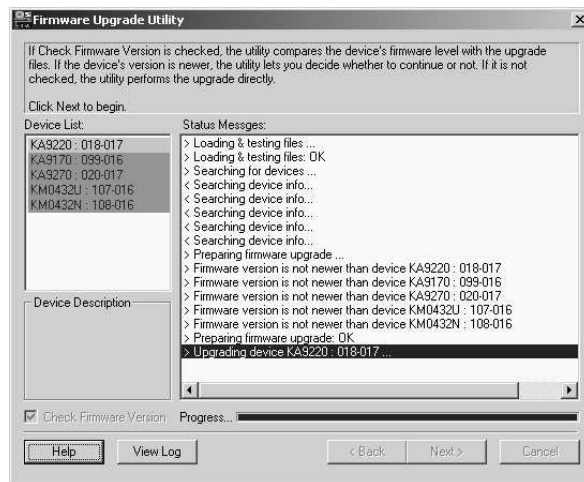 Firmware Upgrade Utility
If Check Firmware Version is checked, the utility compares the device's firmware level with the upgrade
files. If the device's version is newer, the utility lets you decide whether to continue or not. If it is not
checked, the utility performs the upgrade directly.
Click Next to begin.
Device List:
KA9220 : 018-017
KA9170 : 099-016
KA9270 : 020-017
KM0432U : 107-016
KM0432N : 108-016
Status Messges:
> Loading & testing files ...
> Loading & testing files: OK
> Searching for devices ...
< Searching device info...
< Searching device info...
< Searching device info...
< Searching device info...
< Searching device info...
> Preparing firmware upgrade ...
> Firmware version is not newer than device KA9220 : 018-017
> Firmware version is not newer than device KA9170 : 099-016
> Firmware version is not newer than device KA9270 : 020-017
> Firmware version is not newer than device KM0432U : 107-016
> Firmware version is not newer than device KM0432N : 108-016
> Preparing firmware upgrade: OK
> Upgrading device KA9220 : 018-017 ...
Device Description
Check Firmware Version
Progress...
Help
View Log
< Back
Next >
Cancel